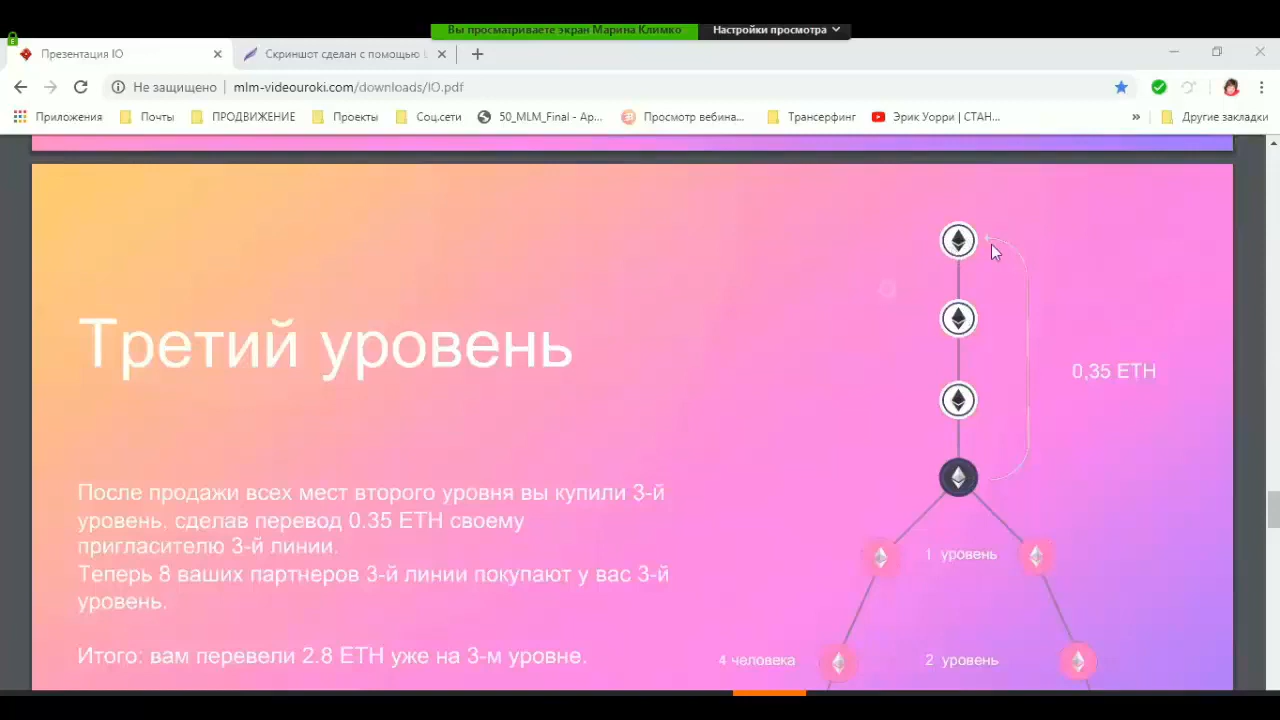 Вы просматриваете экран Марина Климко
Настройки просмотра
Презентация IO
Скриншот сделан с помощью
Не защищено
mlm-videouroki.com/downloads/IO.pdf
Приложения
Почты
ПРОДВИЖЕНИЕ
Проекты
Соц.сети
50_MLM_Final - Ap...
Просмотр вебина...
Трансерфинг
Эрик Уорри | СТАН...
»
Другие закладки
Третий уровень
0,35 ETH
После продажи всех мест второго уровня вы купили 3-й
уровень. сделав перевод 0.35 ETH своему
пригласителю 3-й линии.
Теперь 8 ваших партнеров 3-й линии покупают у вас 3-й
уровень.
Итого: вам перевели 2.8 ETH уже на 3-м уровне.
1 уровень
4 человека
2 уровень